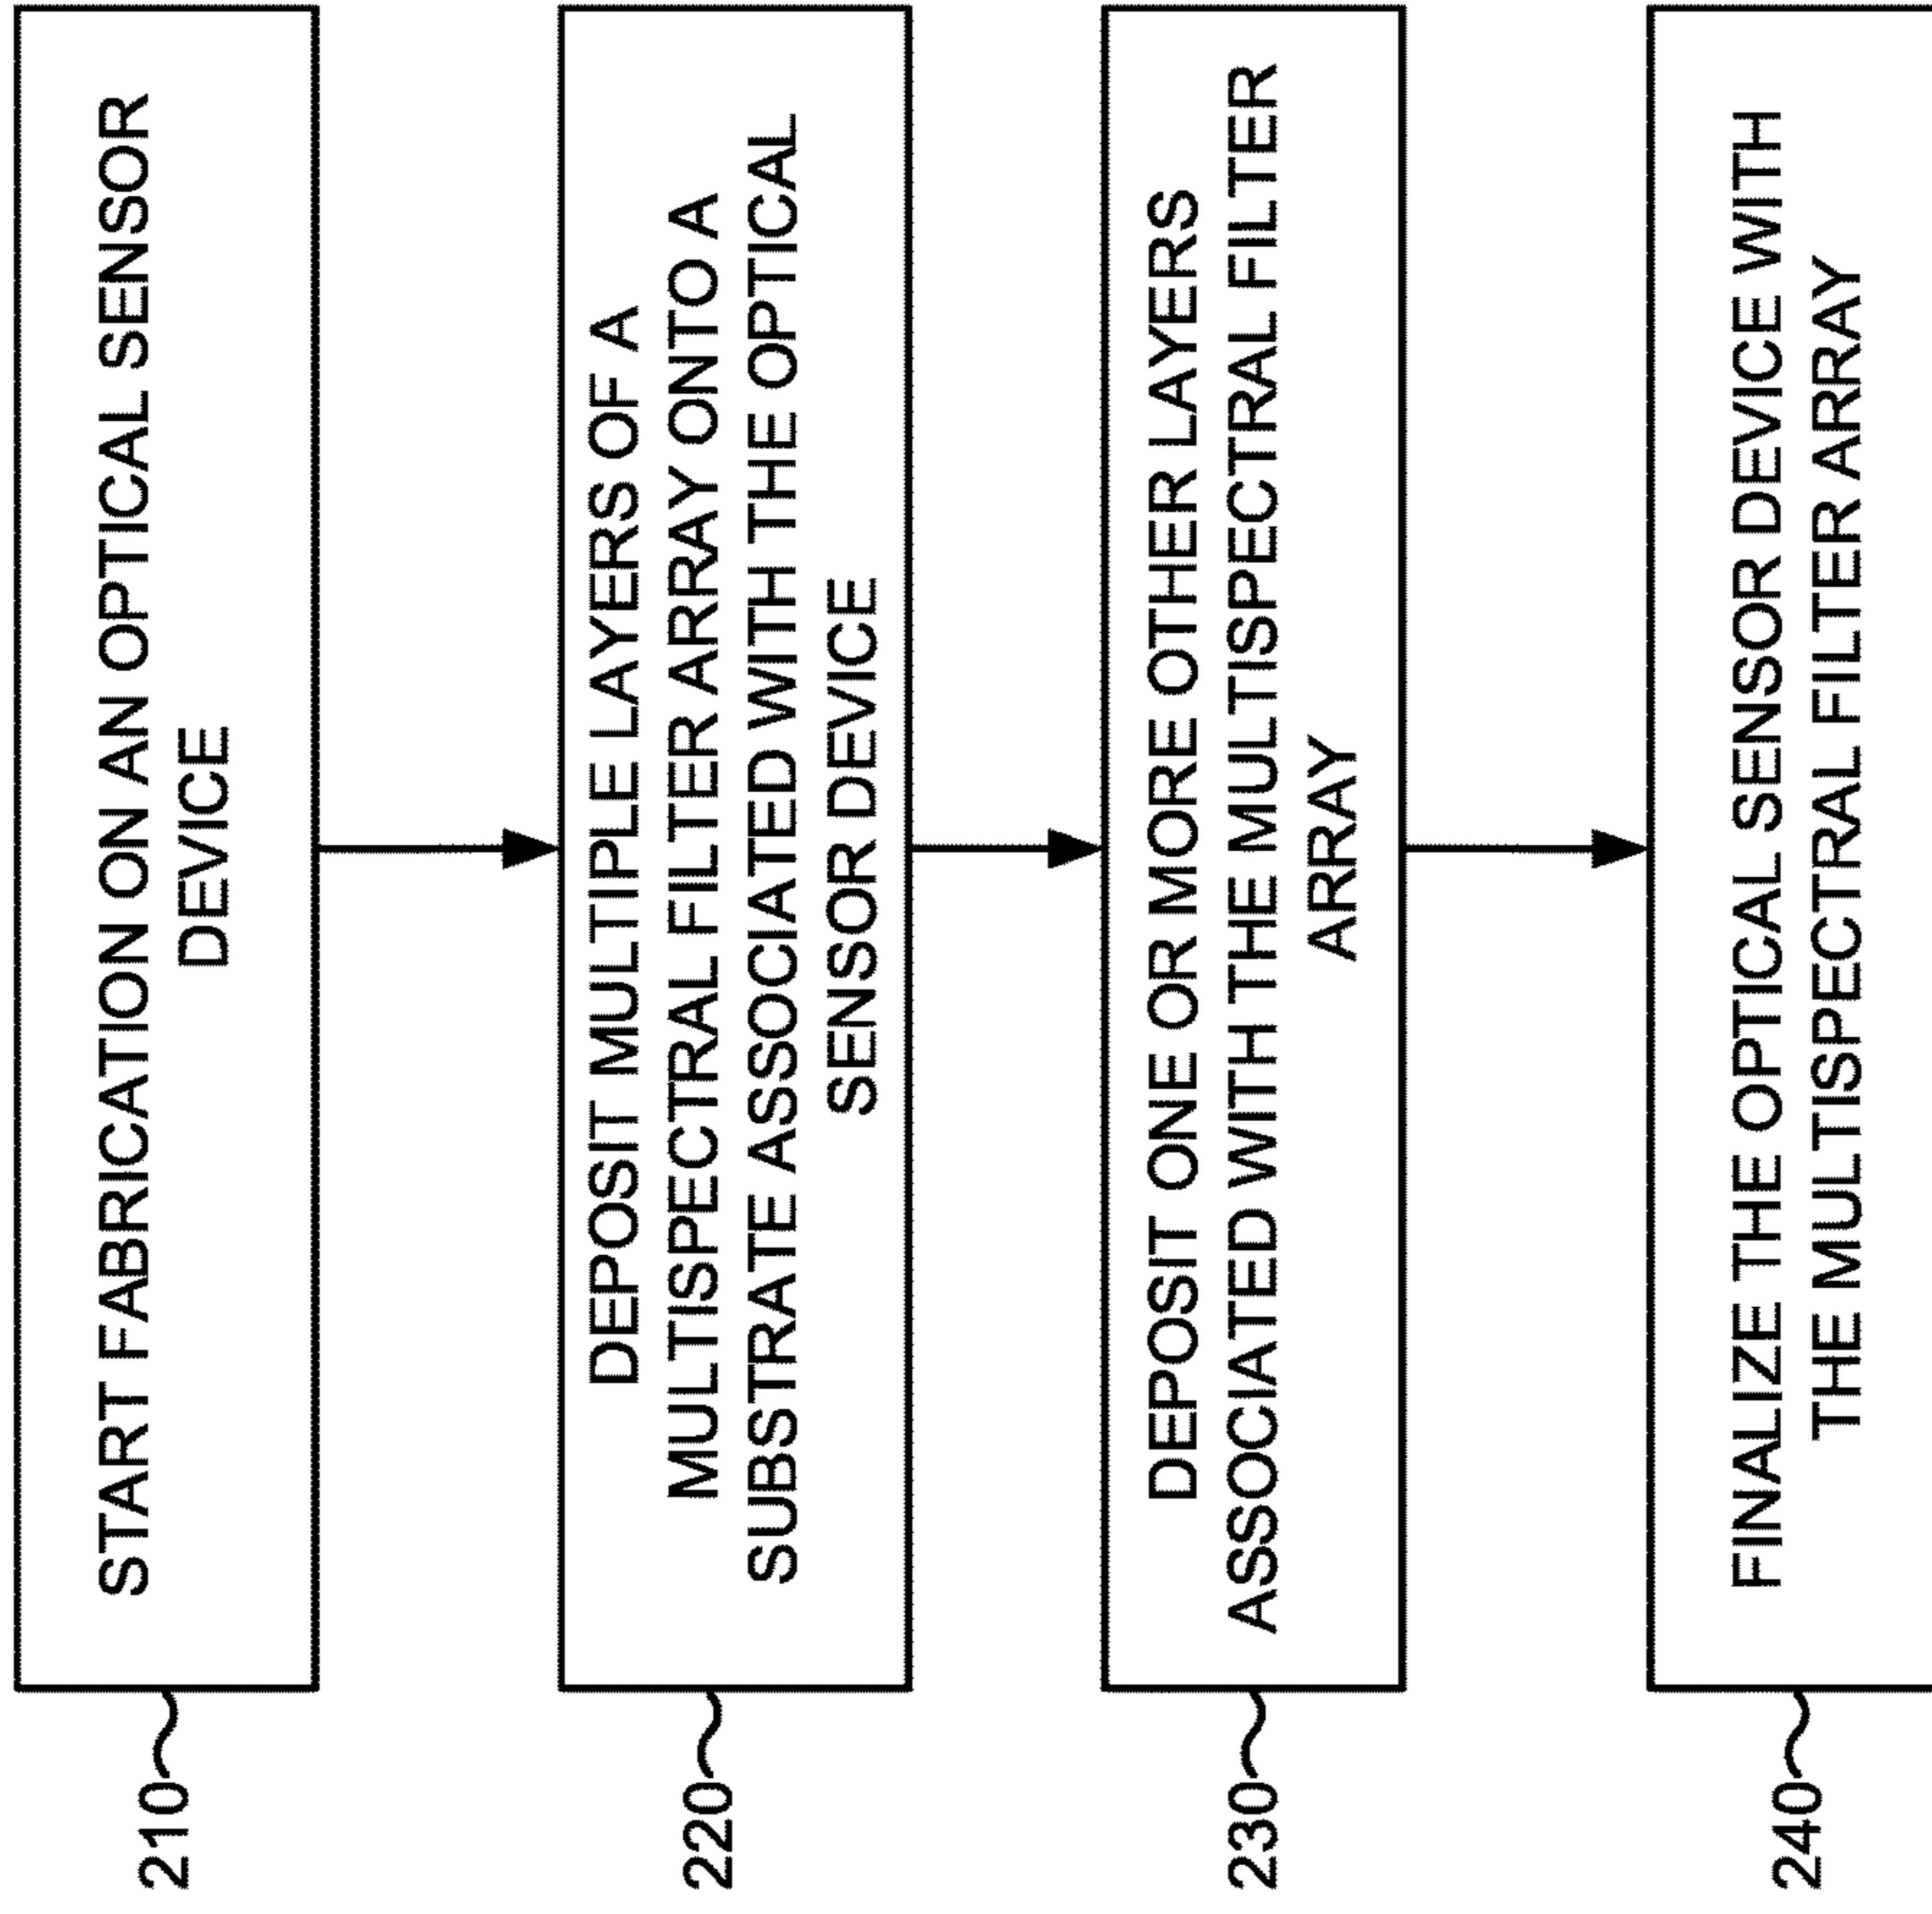 210
START FABRICATION ON AN OPTICAL SENSOR
DEVICE
220
DEPOSIT MULTIPLE LAYERS OF A
MULTISPECTRAL FILTER ARRAY ONTO A
SUBSTRATE ASSOCIATED WITH THE OPTICAL
SENSOR DEVICE
230
DEPOSIT ONE OR MORE OTHER LAYERS
ASSOCIATED WITH THE MULTISPECTRAL FILTER
ARRAY
240
FINALIZE THE OPTICAL SENSOR DEVICE WITH
THE MULTISPECTRAL FILTER ARRAY